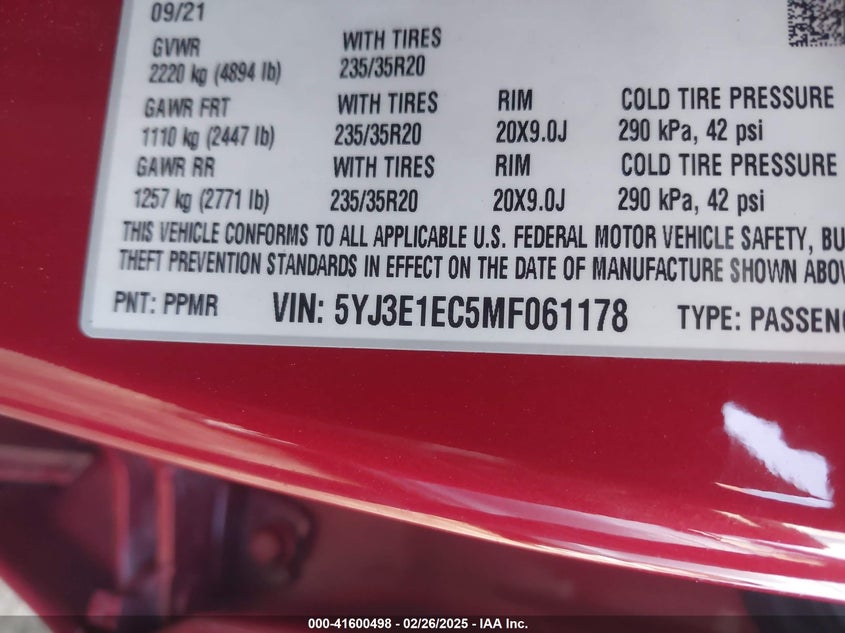 09/21
GVWR WITH TIRES
2220 kg (4894 lb) 235/35R20
GAWR FRT WITH TIRES RIM COLD TIRE PRESSURE
1110 kg (2447 lb) 235/35R20 20X9.0J 290 kPa, 42 psi
GAWR RR WITH TIRES RIM COLD TIRE PRESSURE
1257 kg (2771 lb) 235/35R20 20X9.0J 290 kPa, 42 psi
THIS VEHICLE CONFORMS TO ALL APPLICABLE U.S. FEDERAL MOTOR VEHICLE SAFETY, BU
THEFT PREVENTION STANDARDS IN EFFECT ON THE DATE OF MANUFACTURE SHOWN ABOV
PNT: PPMR VIN: 5YJ3E1EC5MF061178 TYPE: PASSENG
000-41600498 - 02/26/2025 - IAA Inc.